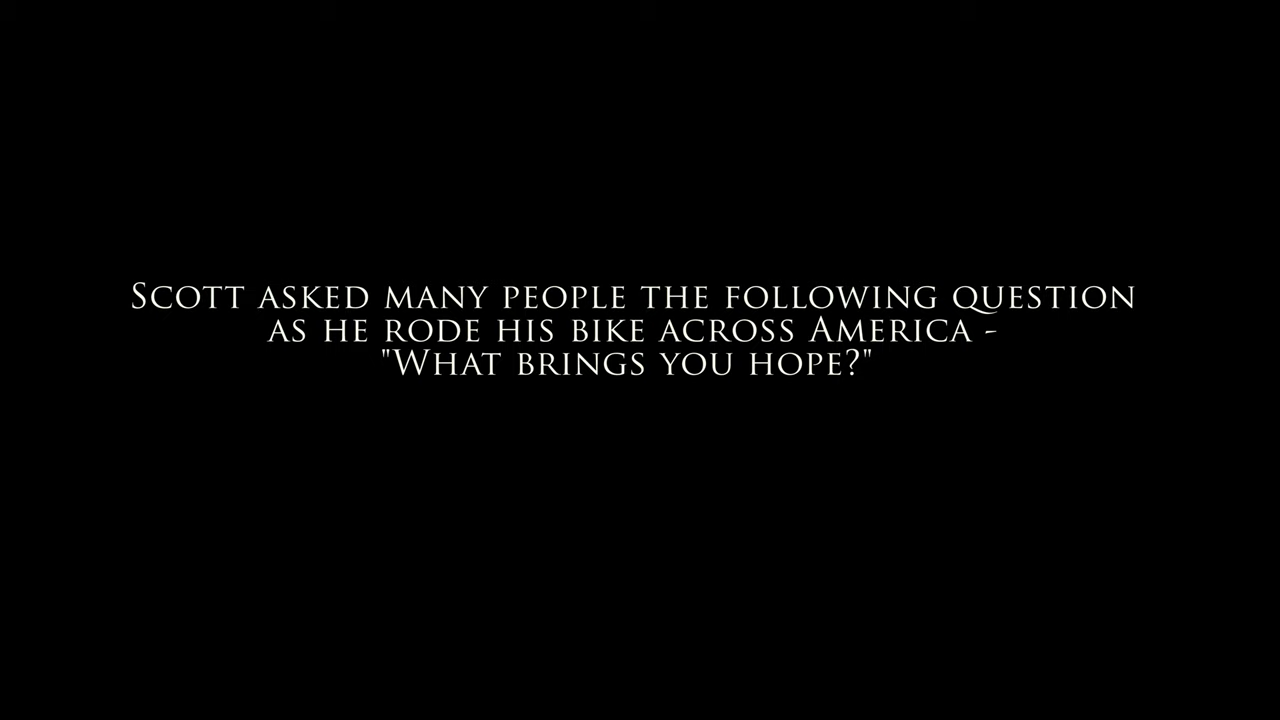 Scott asked many people the following question
as he rode his bike across America -
"What brings you hope?"